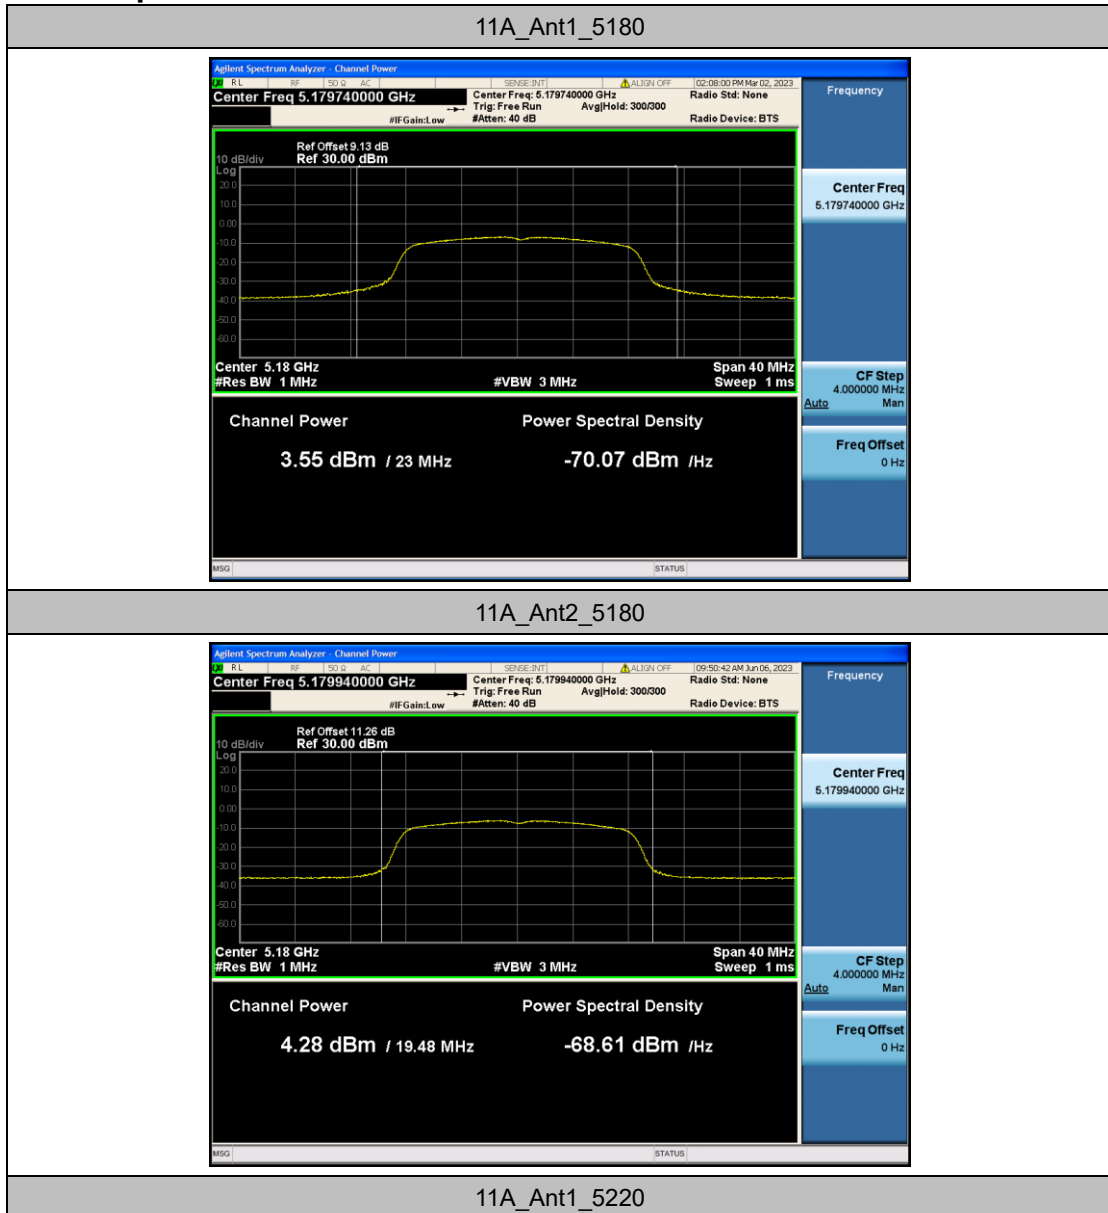 11A_Ant1_5180
Agilent Spectrum Analyzer - Channel Power
RL RF 50 Ω AC SENSE:INT ALIGN OFF 02:08:00 PM Mar 02, 2023
Center Freq 5.179740000 GHz
Center Freq: 5.179740000 GHz Radio Std: None
Trig: Free Run Avg|Hold: 300/300
#IFGain:Low #Atten: 40 dB Radio Device: BTS
Frequency
Ref Offset 9.13 dB
10 dB/div Ref 30.00 dBm
Log
20.0
10.0
0.00
-10.0
-20.0
-30.0
-40.0
-50.0
-60.0
Center Freq
5.179740000 GHz
Center 5.18 GHz Span 40 MHz
#Res BW 1 MHz #VBW 3 MHz Sweep 1 ms
CF Step
4.000000 MHz
Auto Man
Channel Power Power Spectral Density
3.55 dBm / 23 MHz -70.07 dBm /Hz
Freq Offset
0 Hz
MSG STATUS
11A_Ant2_5180
Agilent Spectrum Analyzer - Channel Power
RL RF 50 Ω AC SENSE:INT ALIGN OFF 09:50:42 AM Jun 06, 2023
Center Freq 5.179940000 GHz
Center Freq: 5.179940000 GHz Radio Std: None
Trig: Free Run Avg|Hold: 300/300
#IFGain:Low #Atten: 40 dB Radio Device: BTS
Frequency
Ref Offset 11.26 dB
10 dB/div Ref 30.00 dBm
Log
20.0
10.0
0.00
-10.0
-20.0
-30.0
-40.0
-50.0
-60.0
Center Freq
5.179940000 GHz
Center 5.18 GHz Span 40 MHz
#Res BW 1 MHz #VBW 3 MHz Sweep 1 ms
CF Step
4.000000 MHz
Auto Man
Channel Power Power Spectral Density
4.28 dBm / 19.48 MHz -68.61 dBm /Hz
Freq Offset
0 Hz
MSG STATUS
11A_Ant1_5220